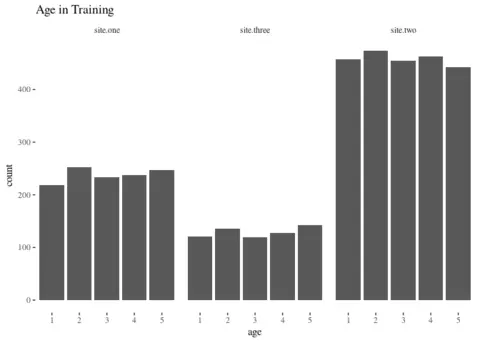 Age in Training
site.one site.three site.two
400
300
200
100
0
count
1 2 3 4 5 1 2 3 4 5 1 2 3 4 5
age